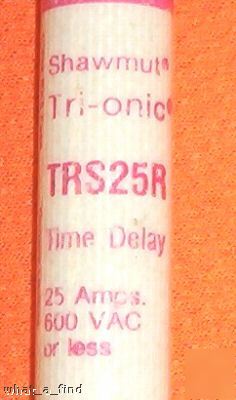 Shawmut®
Tri-onic®
TRS25R
Time Delay
25 Amps.
600 VAC
or less
what_a_find